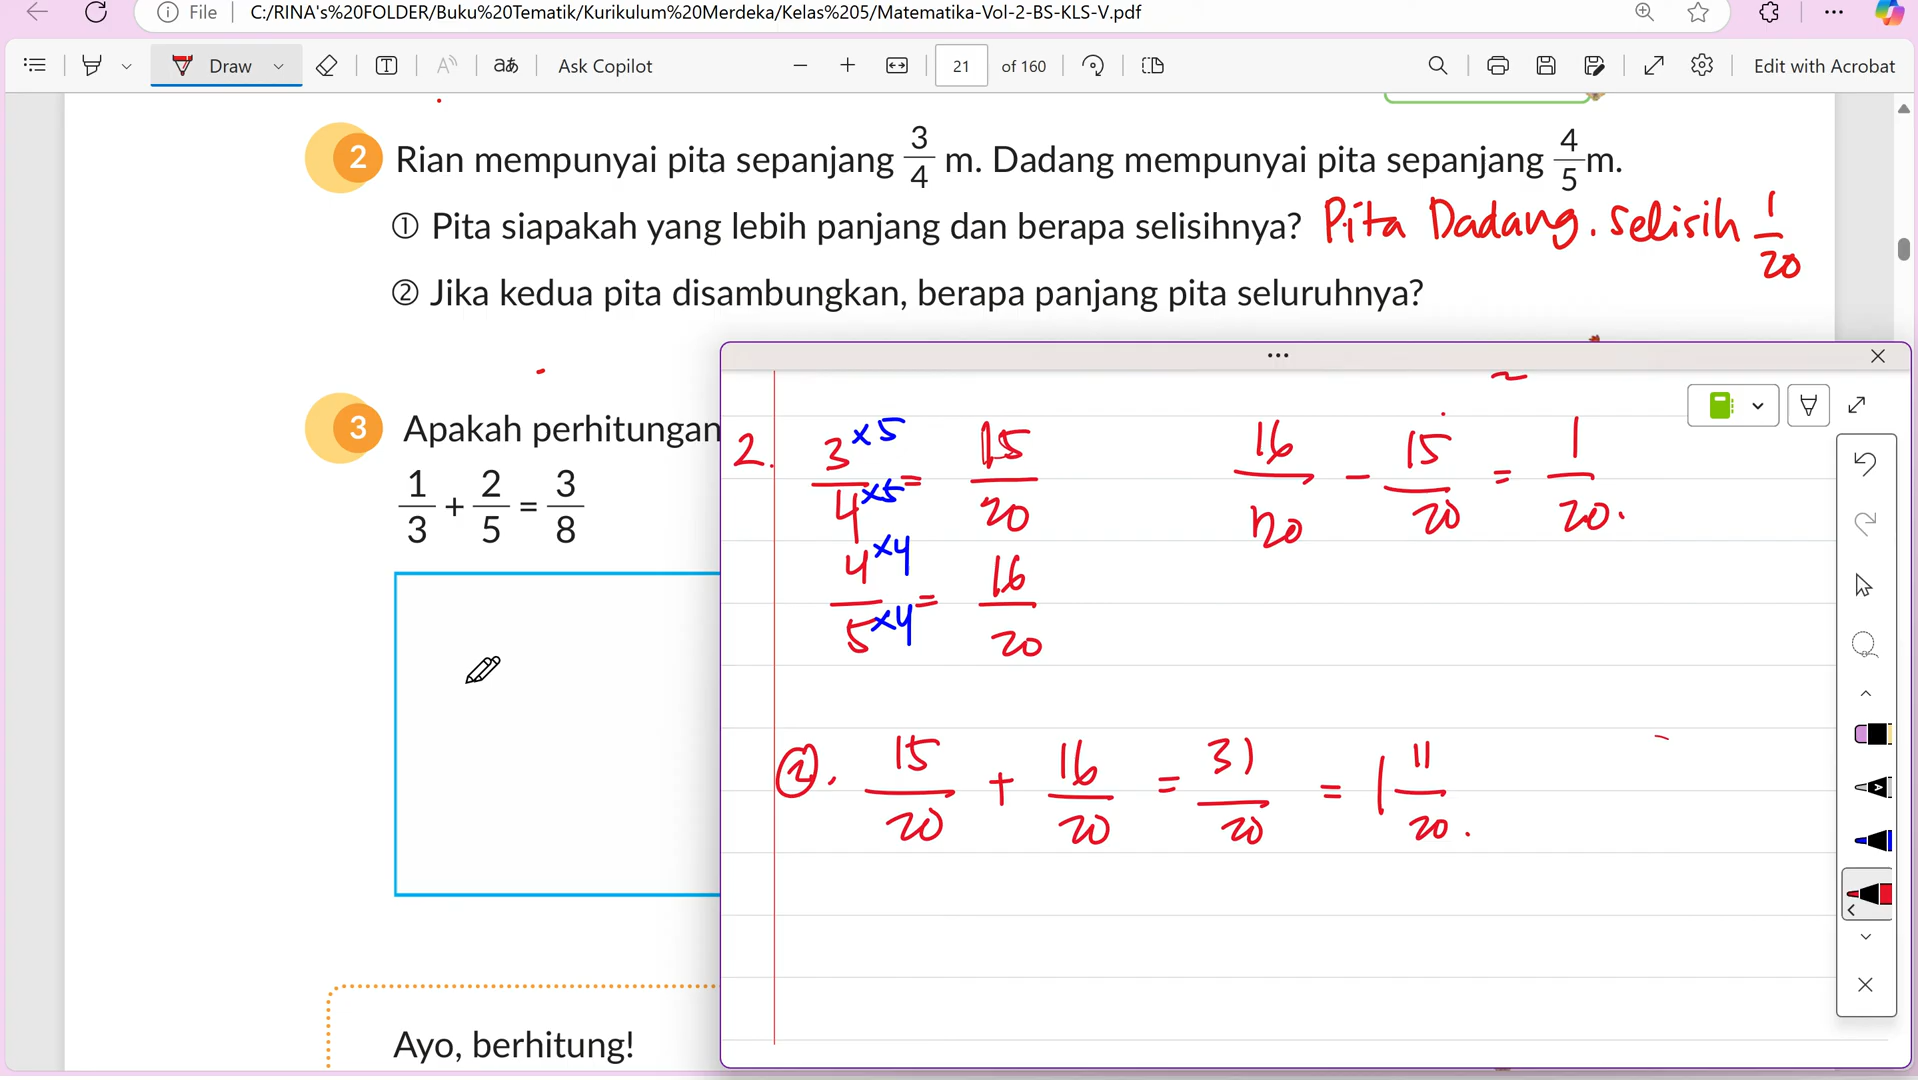 File C:/RINA's%20FOLDER/Buku%20Tematik/Kurikulum%20Merdeka/Kelas%205/Matematika-Vol-2-BS-KLS-V.pdf
Draw Ask Copilot 21 of 160 Edit with Acrobat
2 Rian mempunyai pita sepanjang 3/4 m. Dadang mempunyai pita sepanjang 4/5 m.
① Pita siapakah yang lebih panjang dan berapa selisihnya? Pita Dadang. Selisih 1/20
② Jika kedua pita disambungkan, berapa panjang pita seluruhnya?
3 Apakah perhitungan
1/3 + 2/5 = 3/8
Ayo, berhitung!
2. 3×5/4×5 = 15/20
16/20 - 15/20 = 1/20.
4×4/5×4 = 16/20
②. 15/20 + 16/20 = 31/20 = 1 11/20.